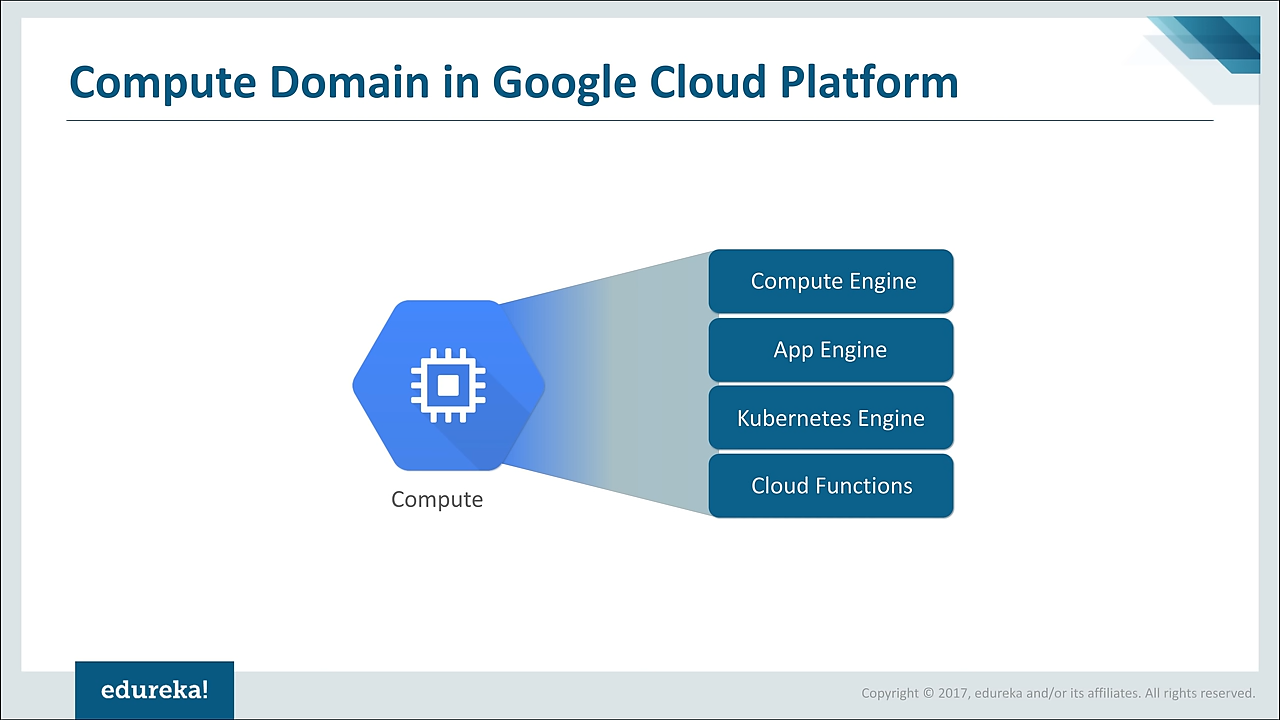 Compute Domain in Google Cloud Platform
Compute Engine
App Engine
Kubernetes Engine
Cloud Functions
Compute
edureka!
Copyright © 2017, edureka and/or its affiliates. All rights reserved.